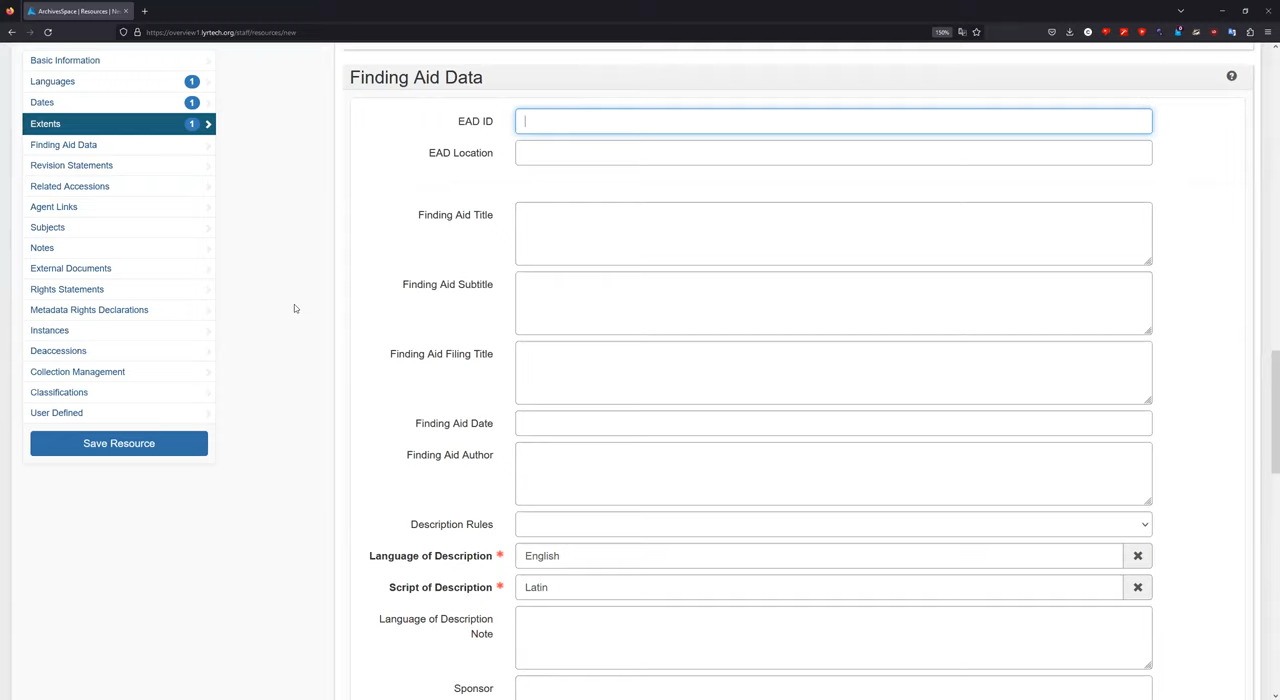 ArchivesSpace | Resources | Ne
https://overview1.lyrtech.org/staff/resources/new
150%
Basic Information
Languages 1
Dates 1
Extents 1
Finding Aid Data
Revision Statements
Related Accessions
Agent Links
Subjects
Notes
External Documents
Rights Statements
Metadata Rights Declarations
Instances
Deaccessions
Collection Management
Classifications
User Defined
Save Resource
Finding Aid Data
EAD ID
EAD Location
Finding Aid Title
Finding Aid Subtitle
Finding Aid Filing Title
Finding Aid Date
Finding Aid Author
Description Rules
Language of Description * English
Script of Description * Latin
Language of Description
Note
Sponsor